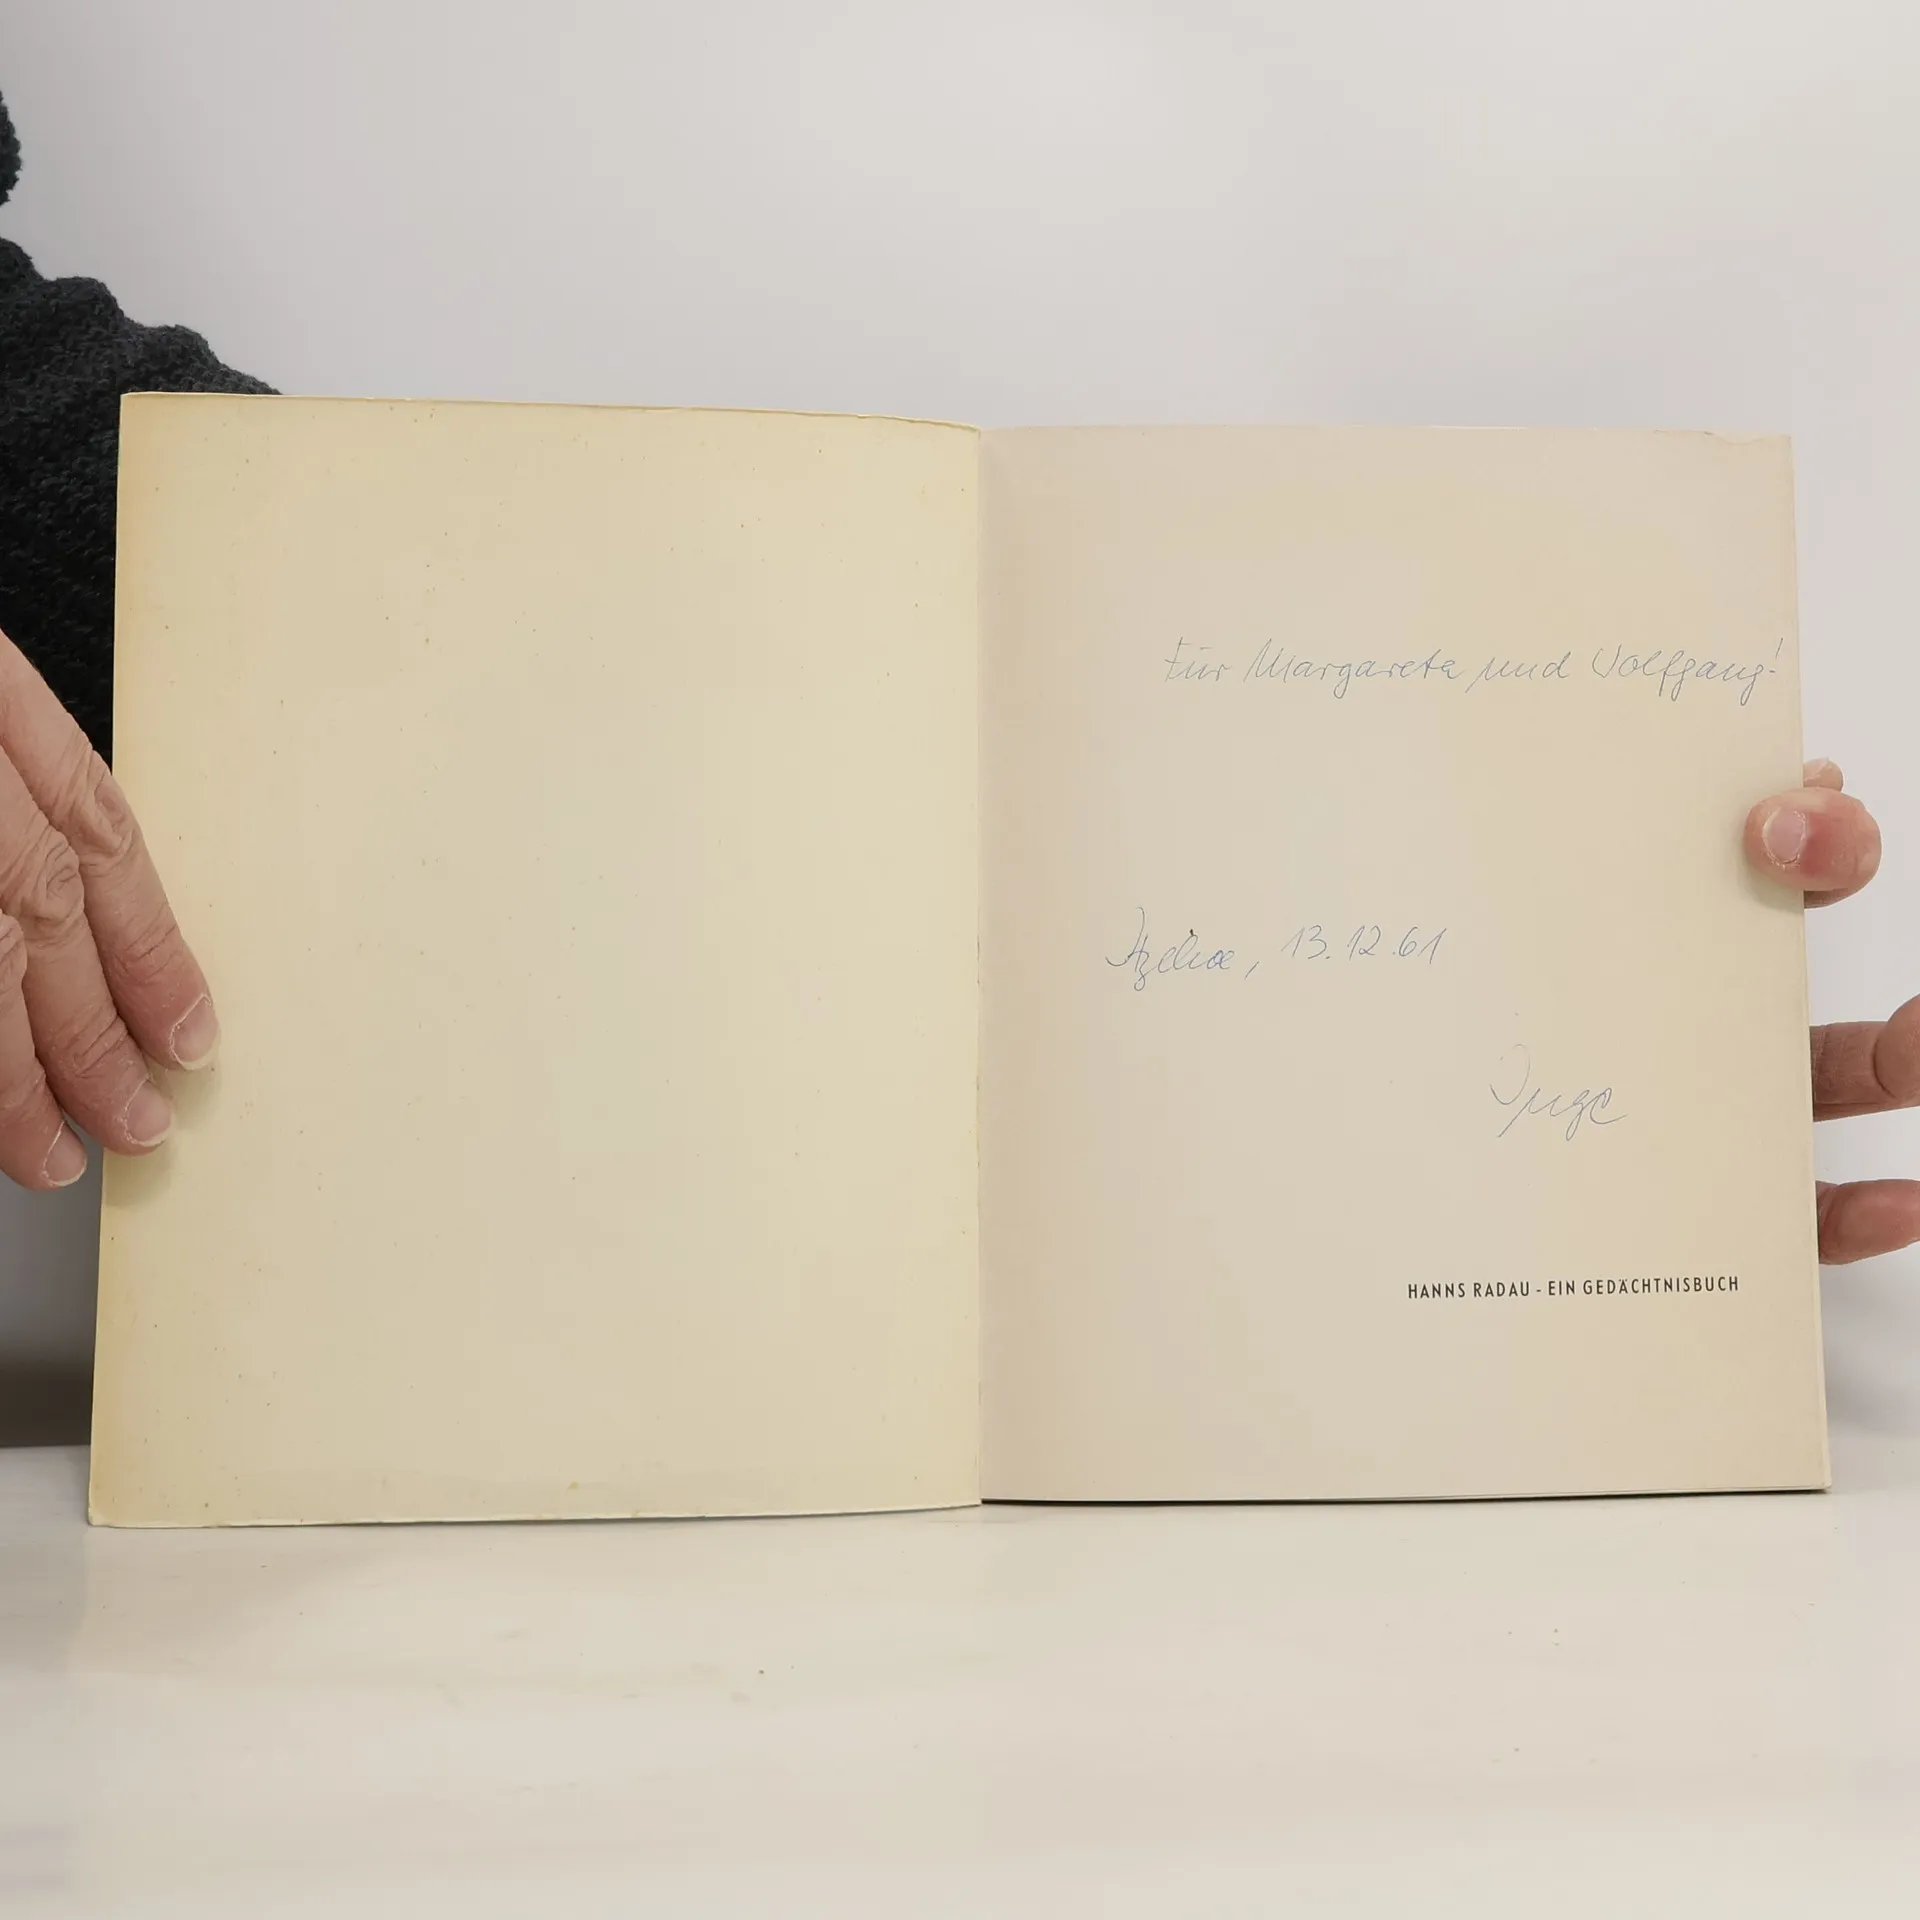 Für Margarete und Wolfgang!
Itzehoe, 13.12.61
Inge
HANNS RADAU - EIN GEDÄCHTNISBUCH